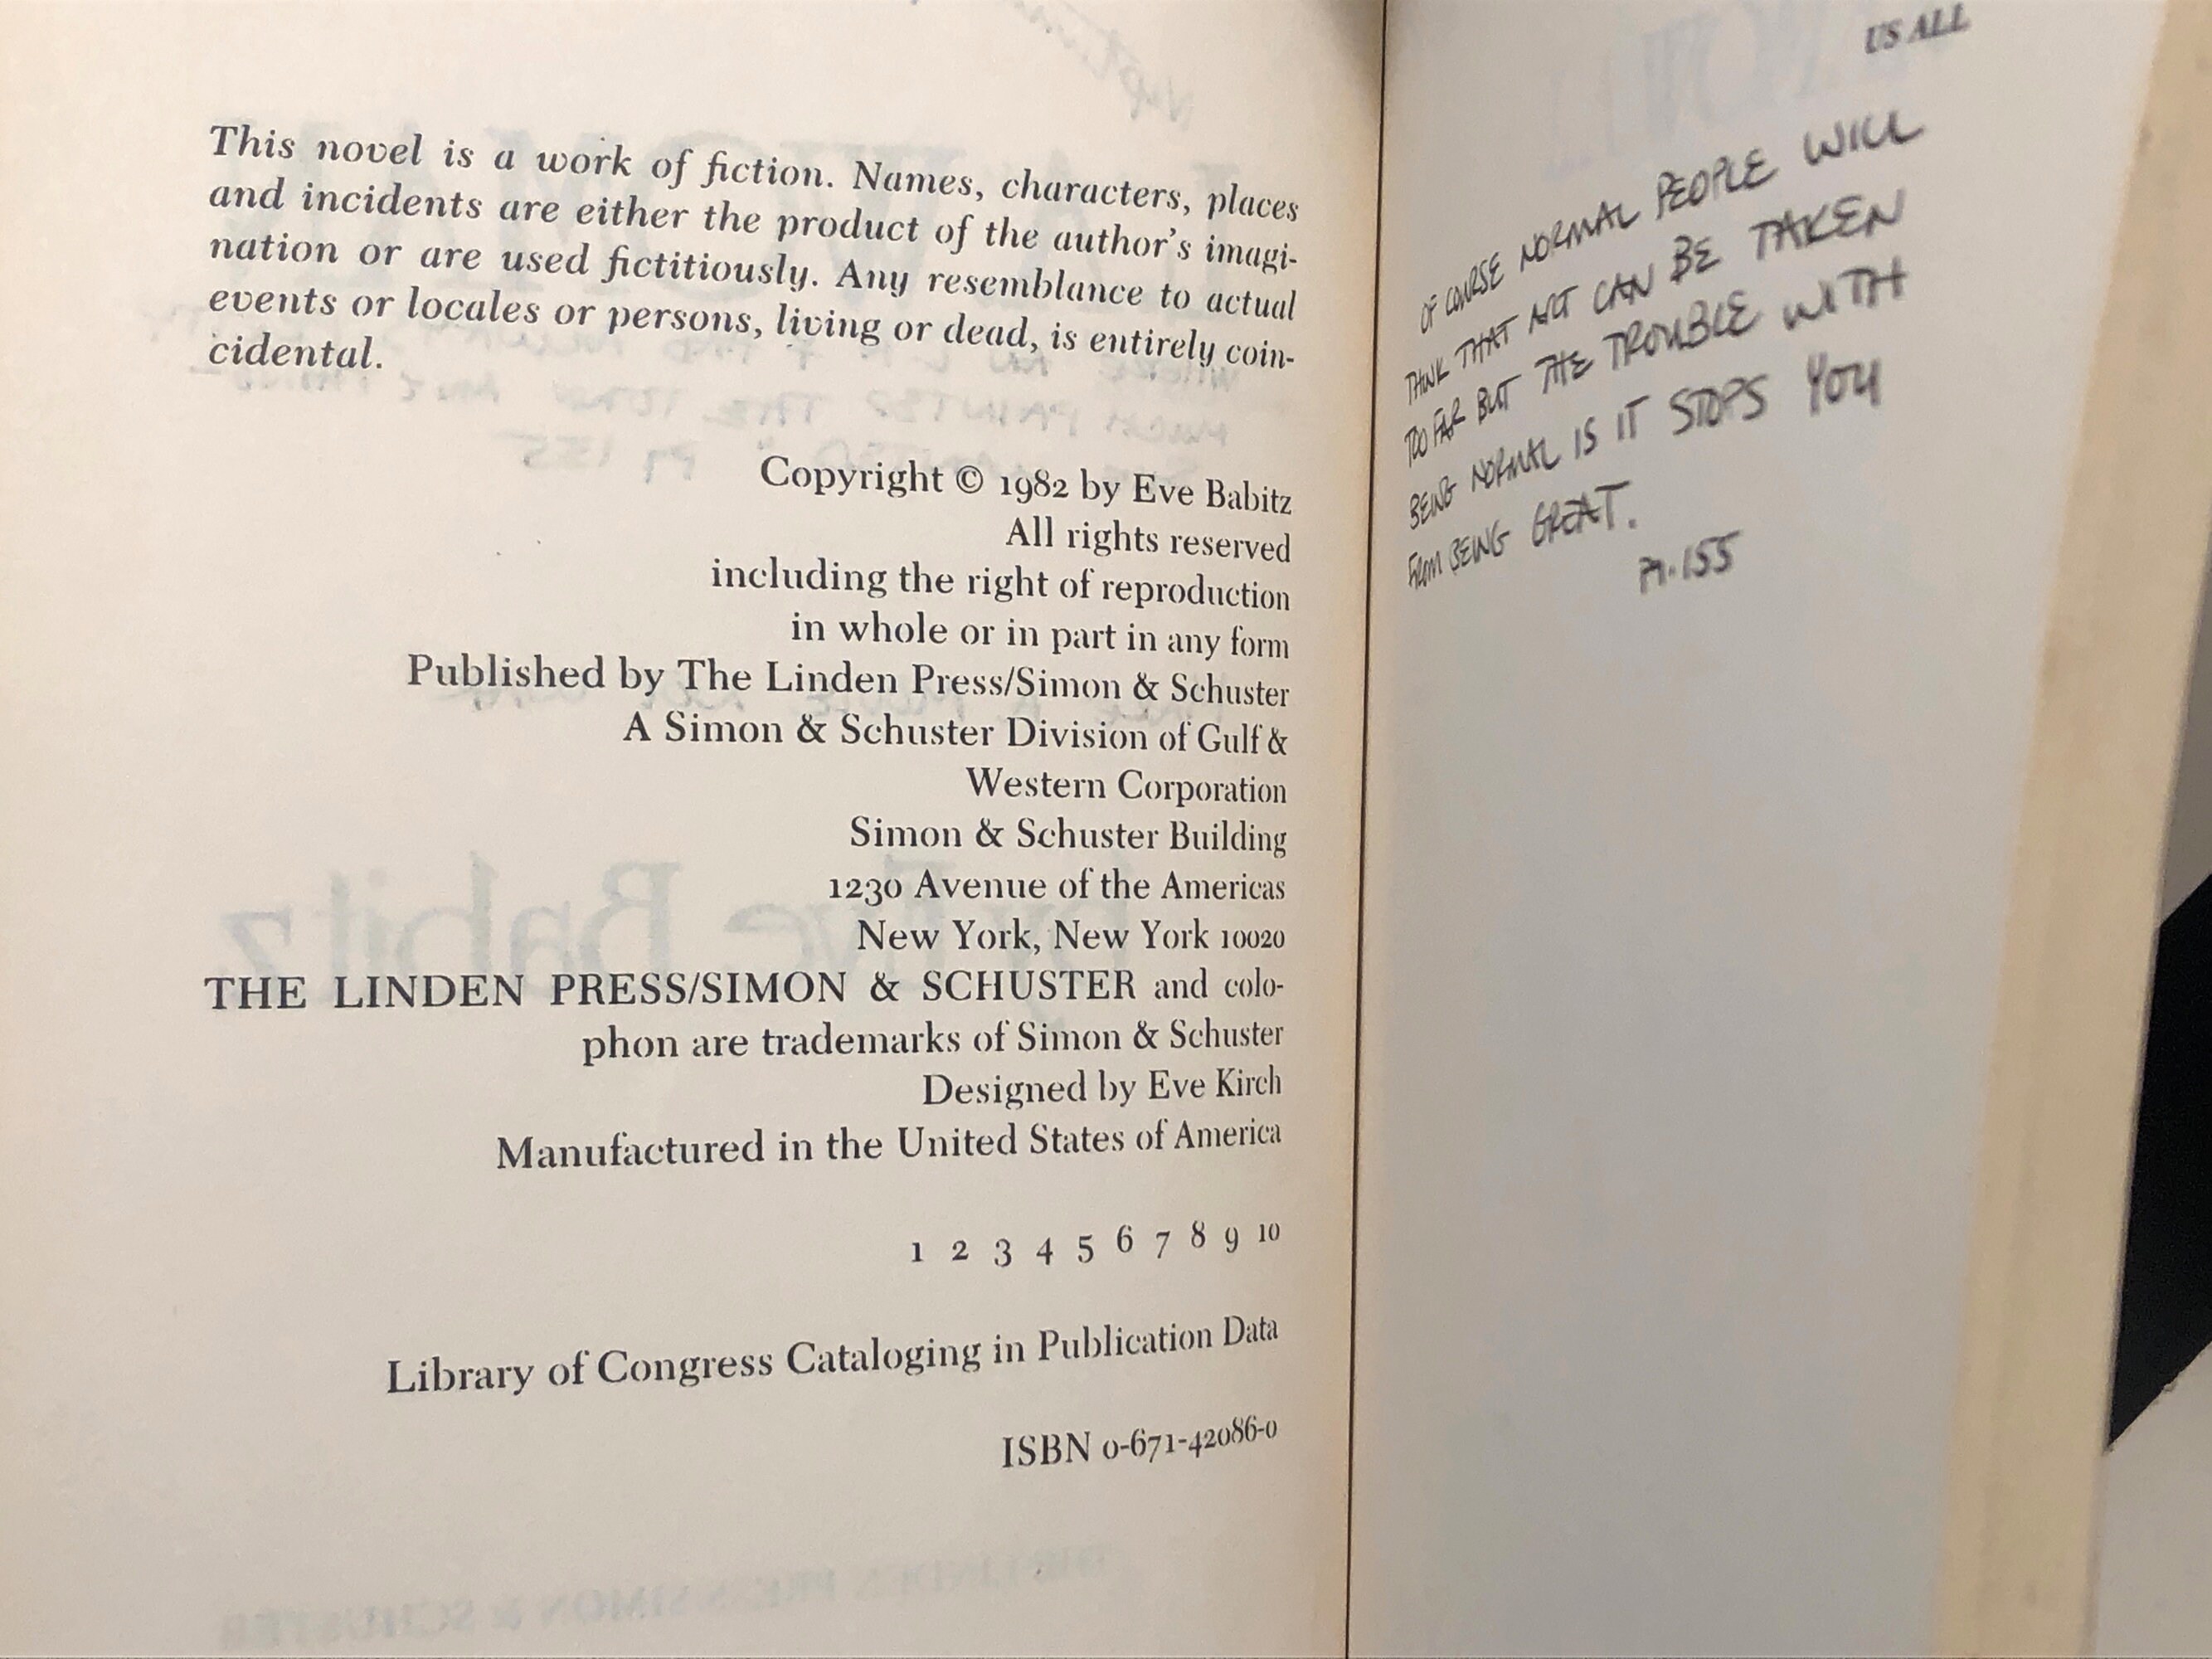 This novel is a work of fiction. Names, characters, places
and incidents are either the product of the author's imagi-
nation or are used fictitiously. Any resemblance to actual
events or locales or persons, living or dead, is entirely coin-
cidental.
Copyright © 1982 by Eve Babitz
All rights reserved
including the right of reproduction
in whole or in part in any form
Published by The Linden Press/Simon & Schuster
A Simon & Schuster Division of Gulf &
Western Corporation
Simon & Schuster Building
1230 Avenue of the Americas
New York, New York 10020
THE LINDEN PRESS/SIMON & SCHUSTER and colo-
phon are trademarks of Simon & Schuster
Designed by Eve Kirch
Manufactured in the United States of America
1 2 3 4 5 6 7 8 9 10
Library of Congress Cataloging in Publication Data
ISBN 0-671-42086-0
US ALL
OF COURSE NORMAL PEOPLE WILL
THINK THAT ART CAN BE TAKEN
TOO FAR BUT THE TROUBLE WITH
BEING NORMAL IS IT STOPS YOU
FROM BEING GREAT.
155